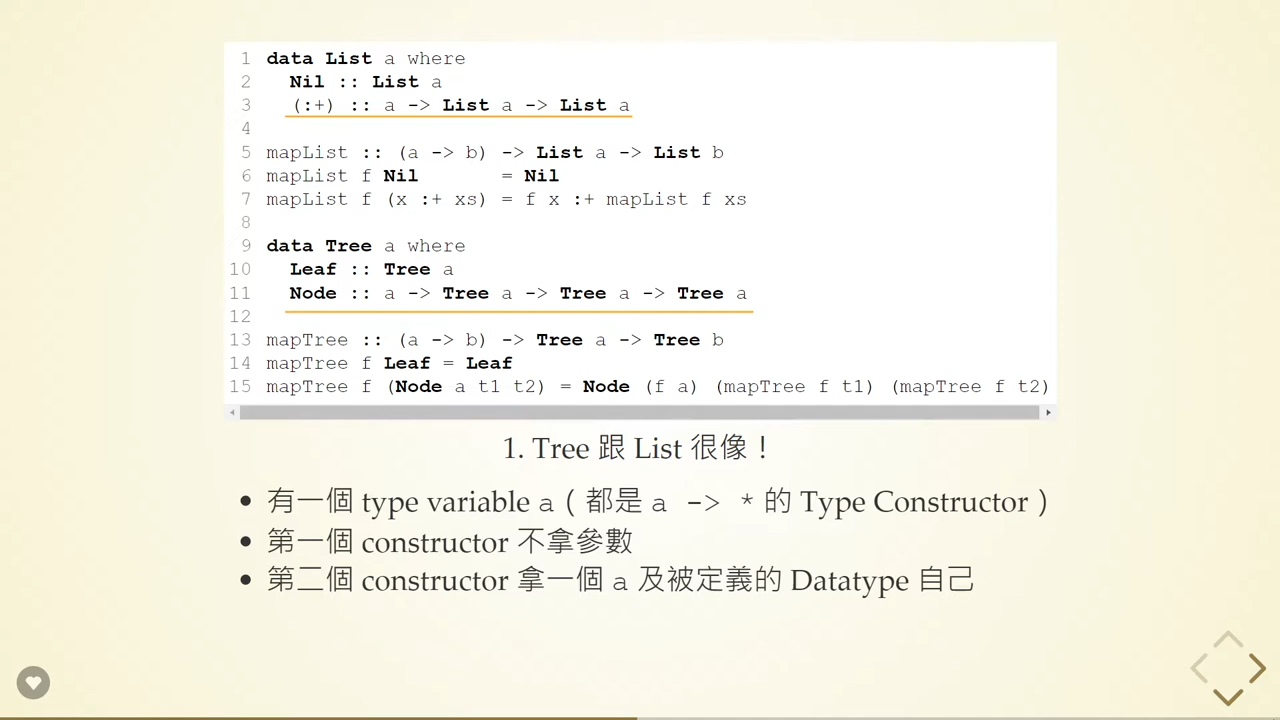 1 data List a where
2 Nil :: List a
3 (:+) :: a -> List a -> List a
4
5 mapList :: (a -> b) -> List a -> List b
6 mapList f Nil = Nil
7 mapList f (x :+ xs) = f x :+ mapList f xs
8
9 data Tree a where
10 Leaf :: Tree a
11 Node :: a -> Tree a -> Tree a -> Tree a
12
13 mapTree :: (a -> b) -> Tree a -> Tree b
14 mapTree f Leaf = Leaf
15 mapTree f (Node a t1 t2) = Node (f a) (mapTree f t1) (mapTree f t2)
1. Tree 跟 List 很像！
• 有一個 type variable a（都是 a -> * 的 Type Constructor）
• 第一個 constructor 不拿參數
• 第二個 constructor 拿一個 a 及被定義的 Datatype 自己